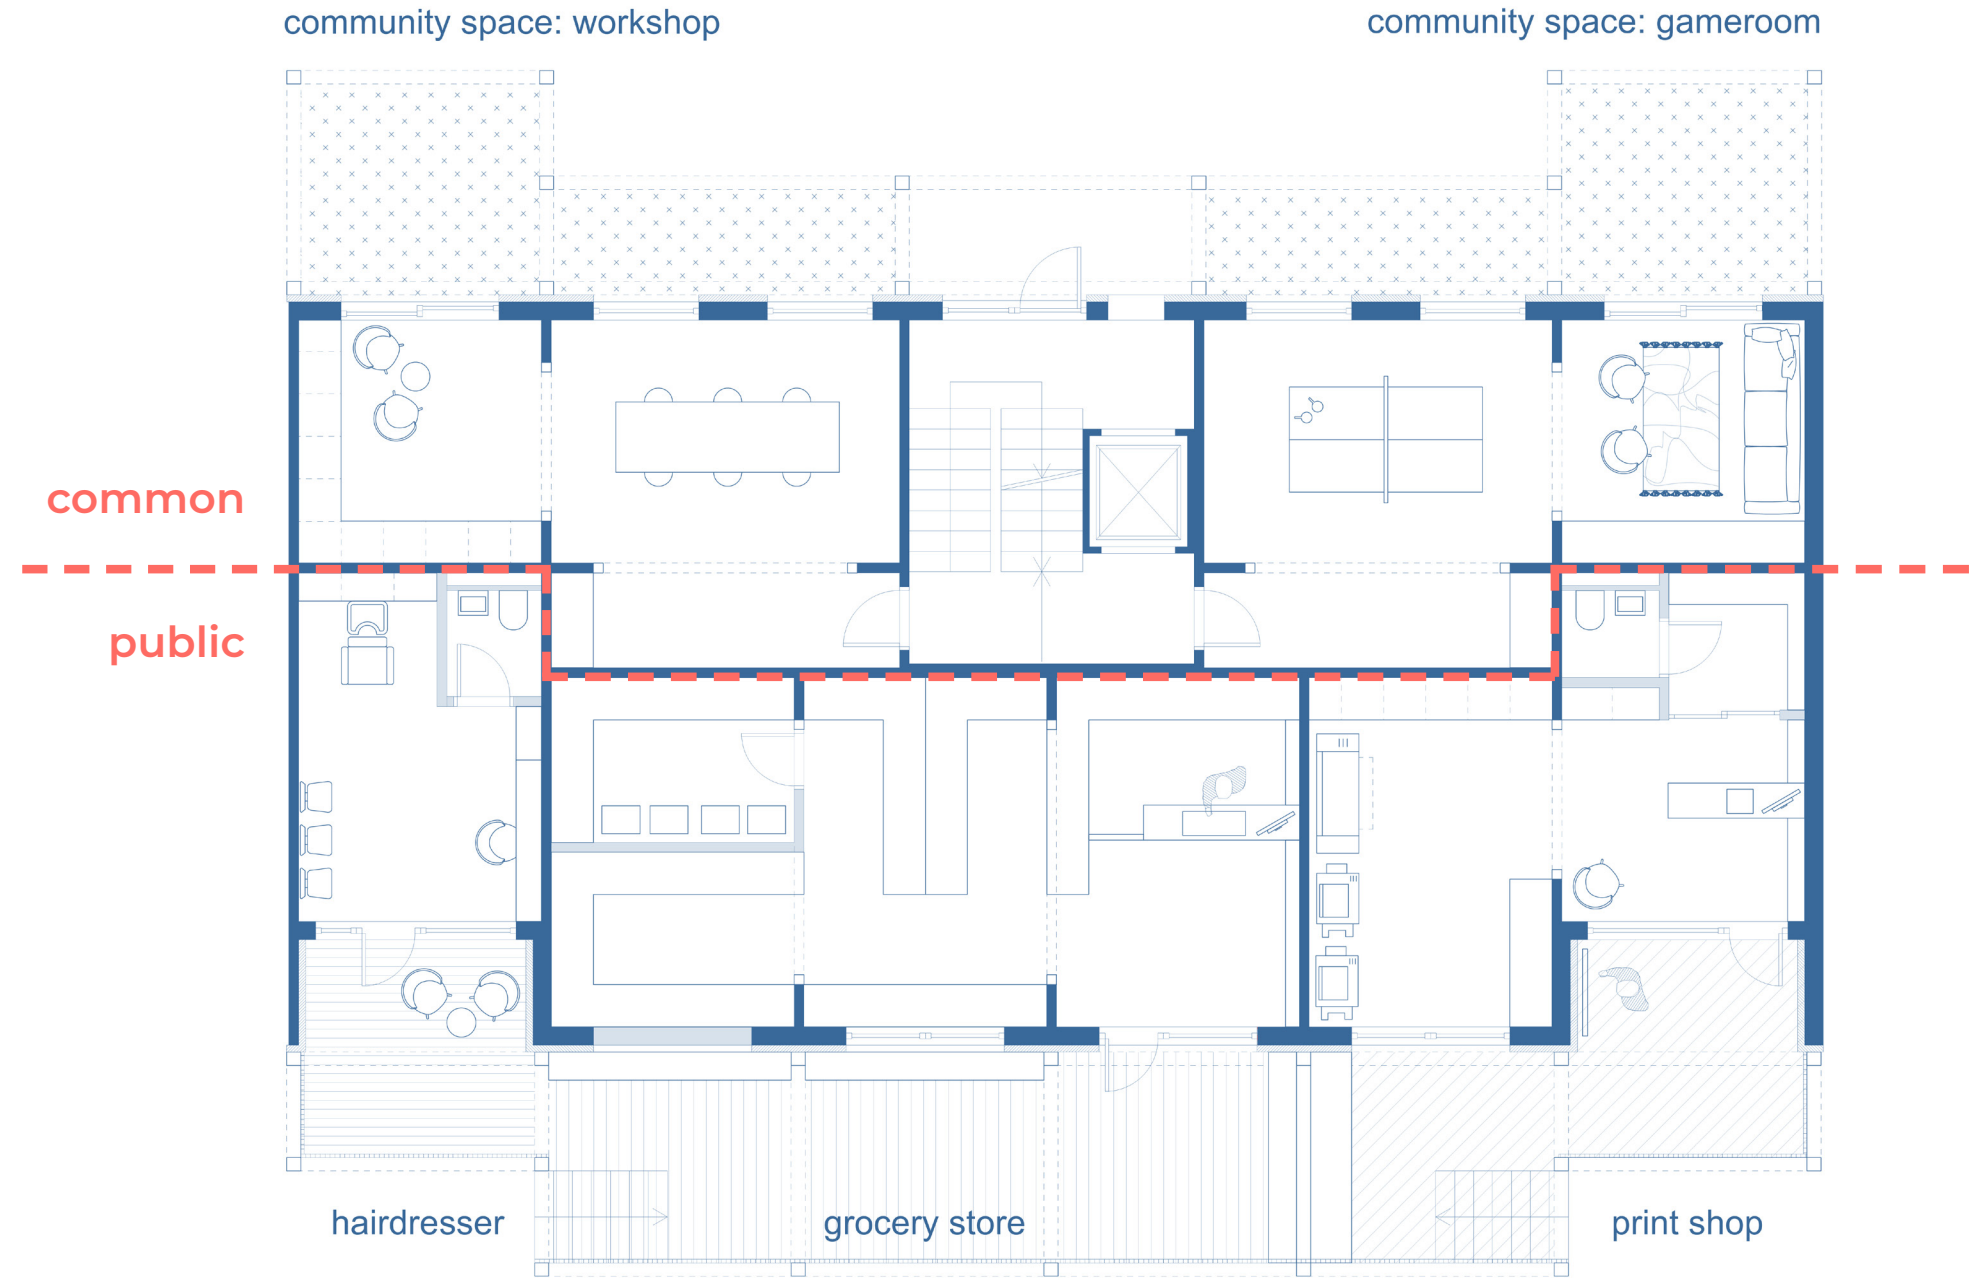 community space: workshop
community space: gameroom
common
public
hairdresser
grocery store
print shop